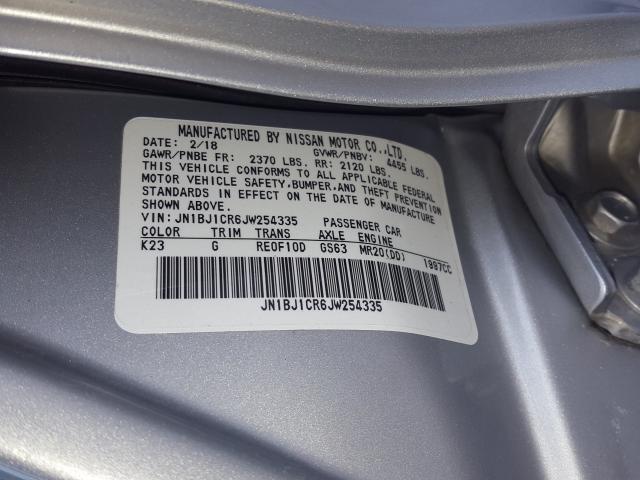 MANUFACTURED BY NISSAN MOTOR CO.,LTD.
DATE: 2/18 GVWR/PNBV: 4455 LBS.
GAWR/PNBE FR: 2370 LBS. RR: 2120 LBS.
THIS VEHICLE CONFORMS TO ALL APPLICABLE FEDERAL
MOTOR VEHICLE SAFETY,BUMPER,AND THEFT PREVENTION
STANDARDS IN EFFECT ON THE DATE OF MANUFACTURE
SHOWN ABOVE.
VIN: JN1BJ1CR6JW254335 PASSENGER CAR
COLOR TRIM TRANS AXLE ENGINE
K23 G RE0F10D GS63 MR20(DD) 1997CC
JN1BJ1CR6JW254335